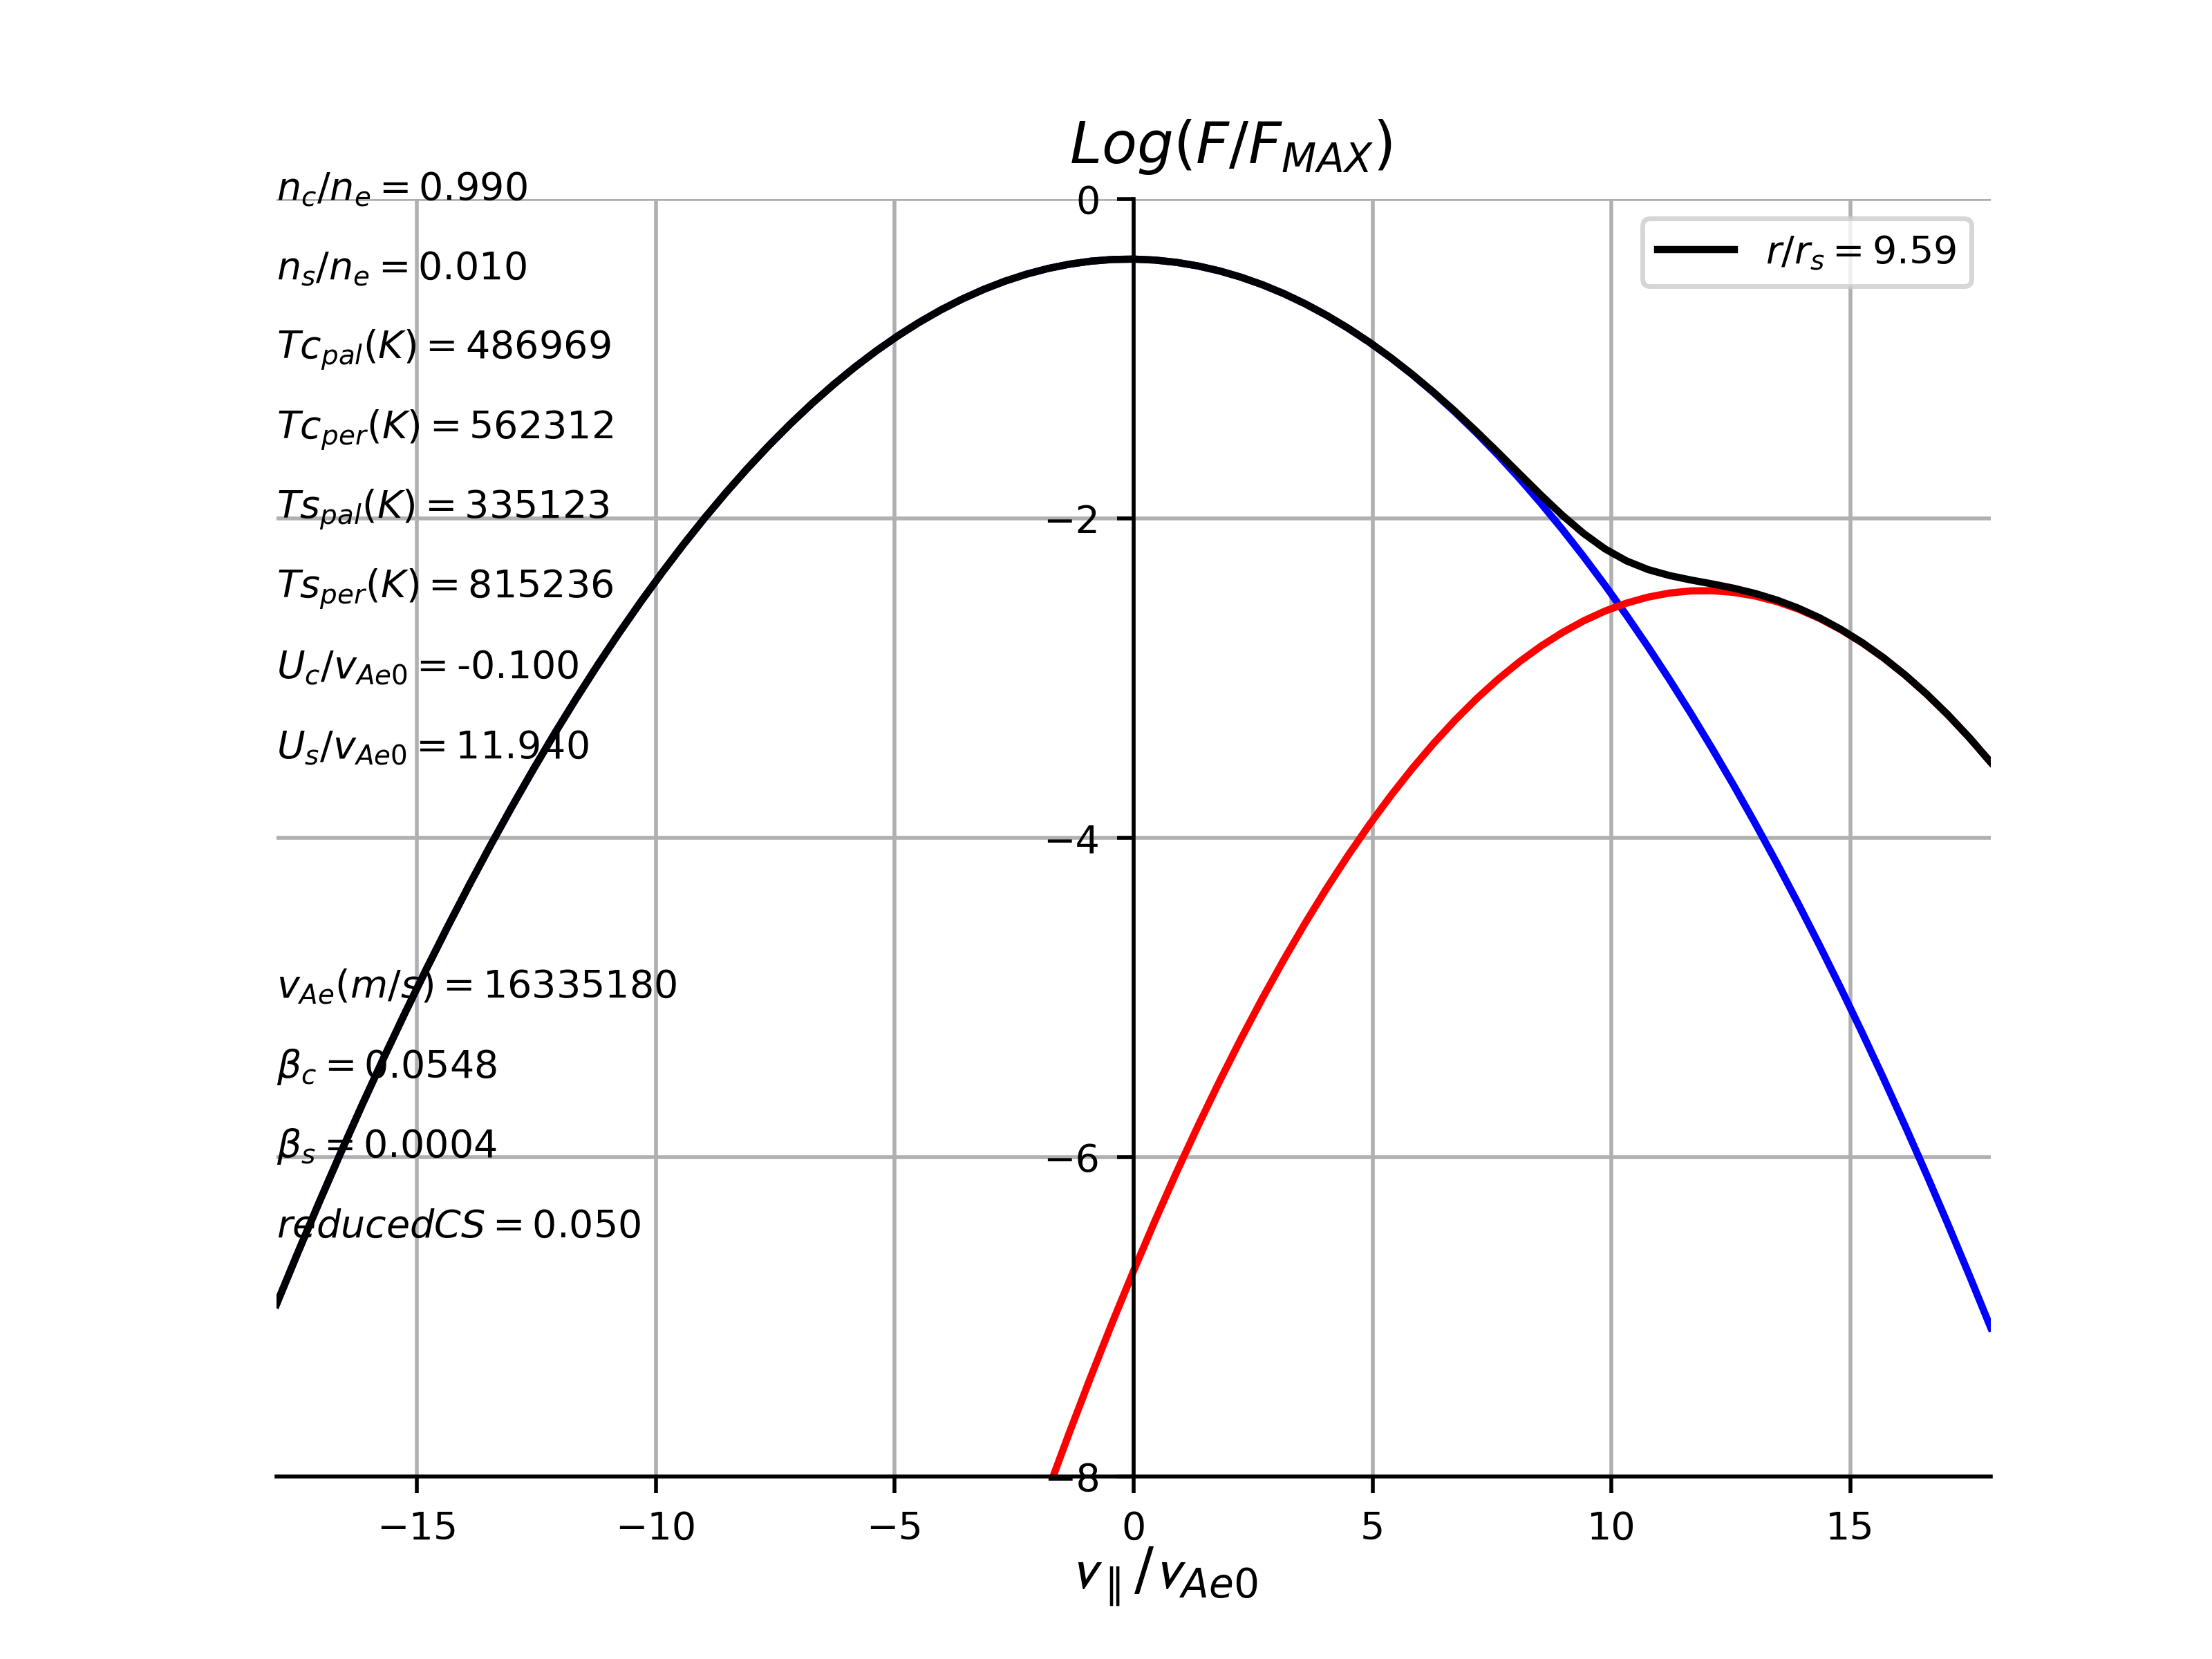 Log(F/F_MAX)
n_c/n_e = 0.990
n_s/n_e = 0.010
Tc_pal(K) = 486969
Tc_per(K) = 562312
Ts_pal(K) = 335123
Ts_per(K) = 815236
U_c/v_Ae0 = -0.100
U_s/v_Ae0 = 11.940
v_Ae(m/s) = 16335180
β_c = 0.0548
β_s = 0.0004
reducedCS = 0.050
r/r_s = 9.59
0
−2
−4
−6
−8
−15 −10 −5 0 5 10 15
v_∥/v_Ae0